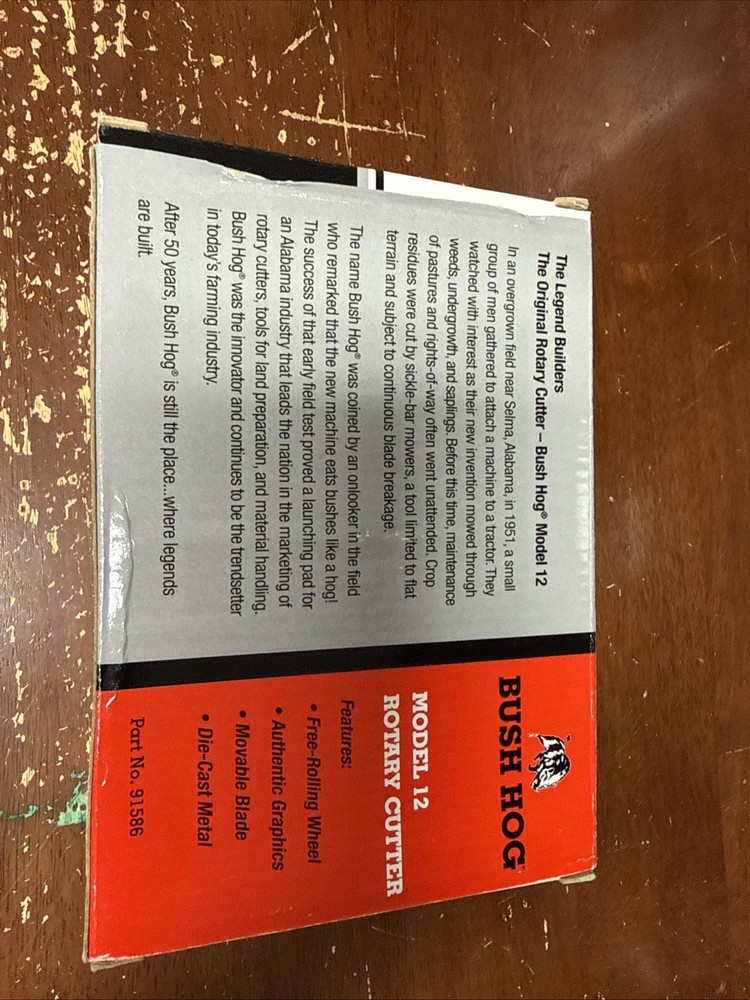 The Legend Builders
The Original Rotary Cutter – Bush Hog® Model 12
In an overgrown field near Selma, Alabama, in 1951, a small
group of men gathered to attach a machine to a tractor. They
watched with interest as their new invention mowed through
weeds, undergrowth, and saplings. Before this time, maintenance
of pastures and rights-of-way often went unattended. Crop
residues were cut by sickle-bar mowers, a tool limited to flat
terrain and subject to continuous blade breakage.
The name Bush Hog® was coined by an onlooker in the field
who remarked that the new machine eats bushes like a hog!
The success of that early field test proved a launching pad for
an Alabama industry that leads the nation in the marketing of
rotary cutters, tools for land preparation, and material handling.
Bush Hog® was the innovator and continues to be the trendsetter
in today's farming industry.
After 50 years, Bush Hog® is still the place...where legends
are built.
BUSH HOG
MODEL 12
ROTARY CUTTER
Features:
• Free-Rolling Wheel
• Authentic Graphics
• Movable Blade
• Die-Cast Metal
Part No. 91586